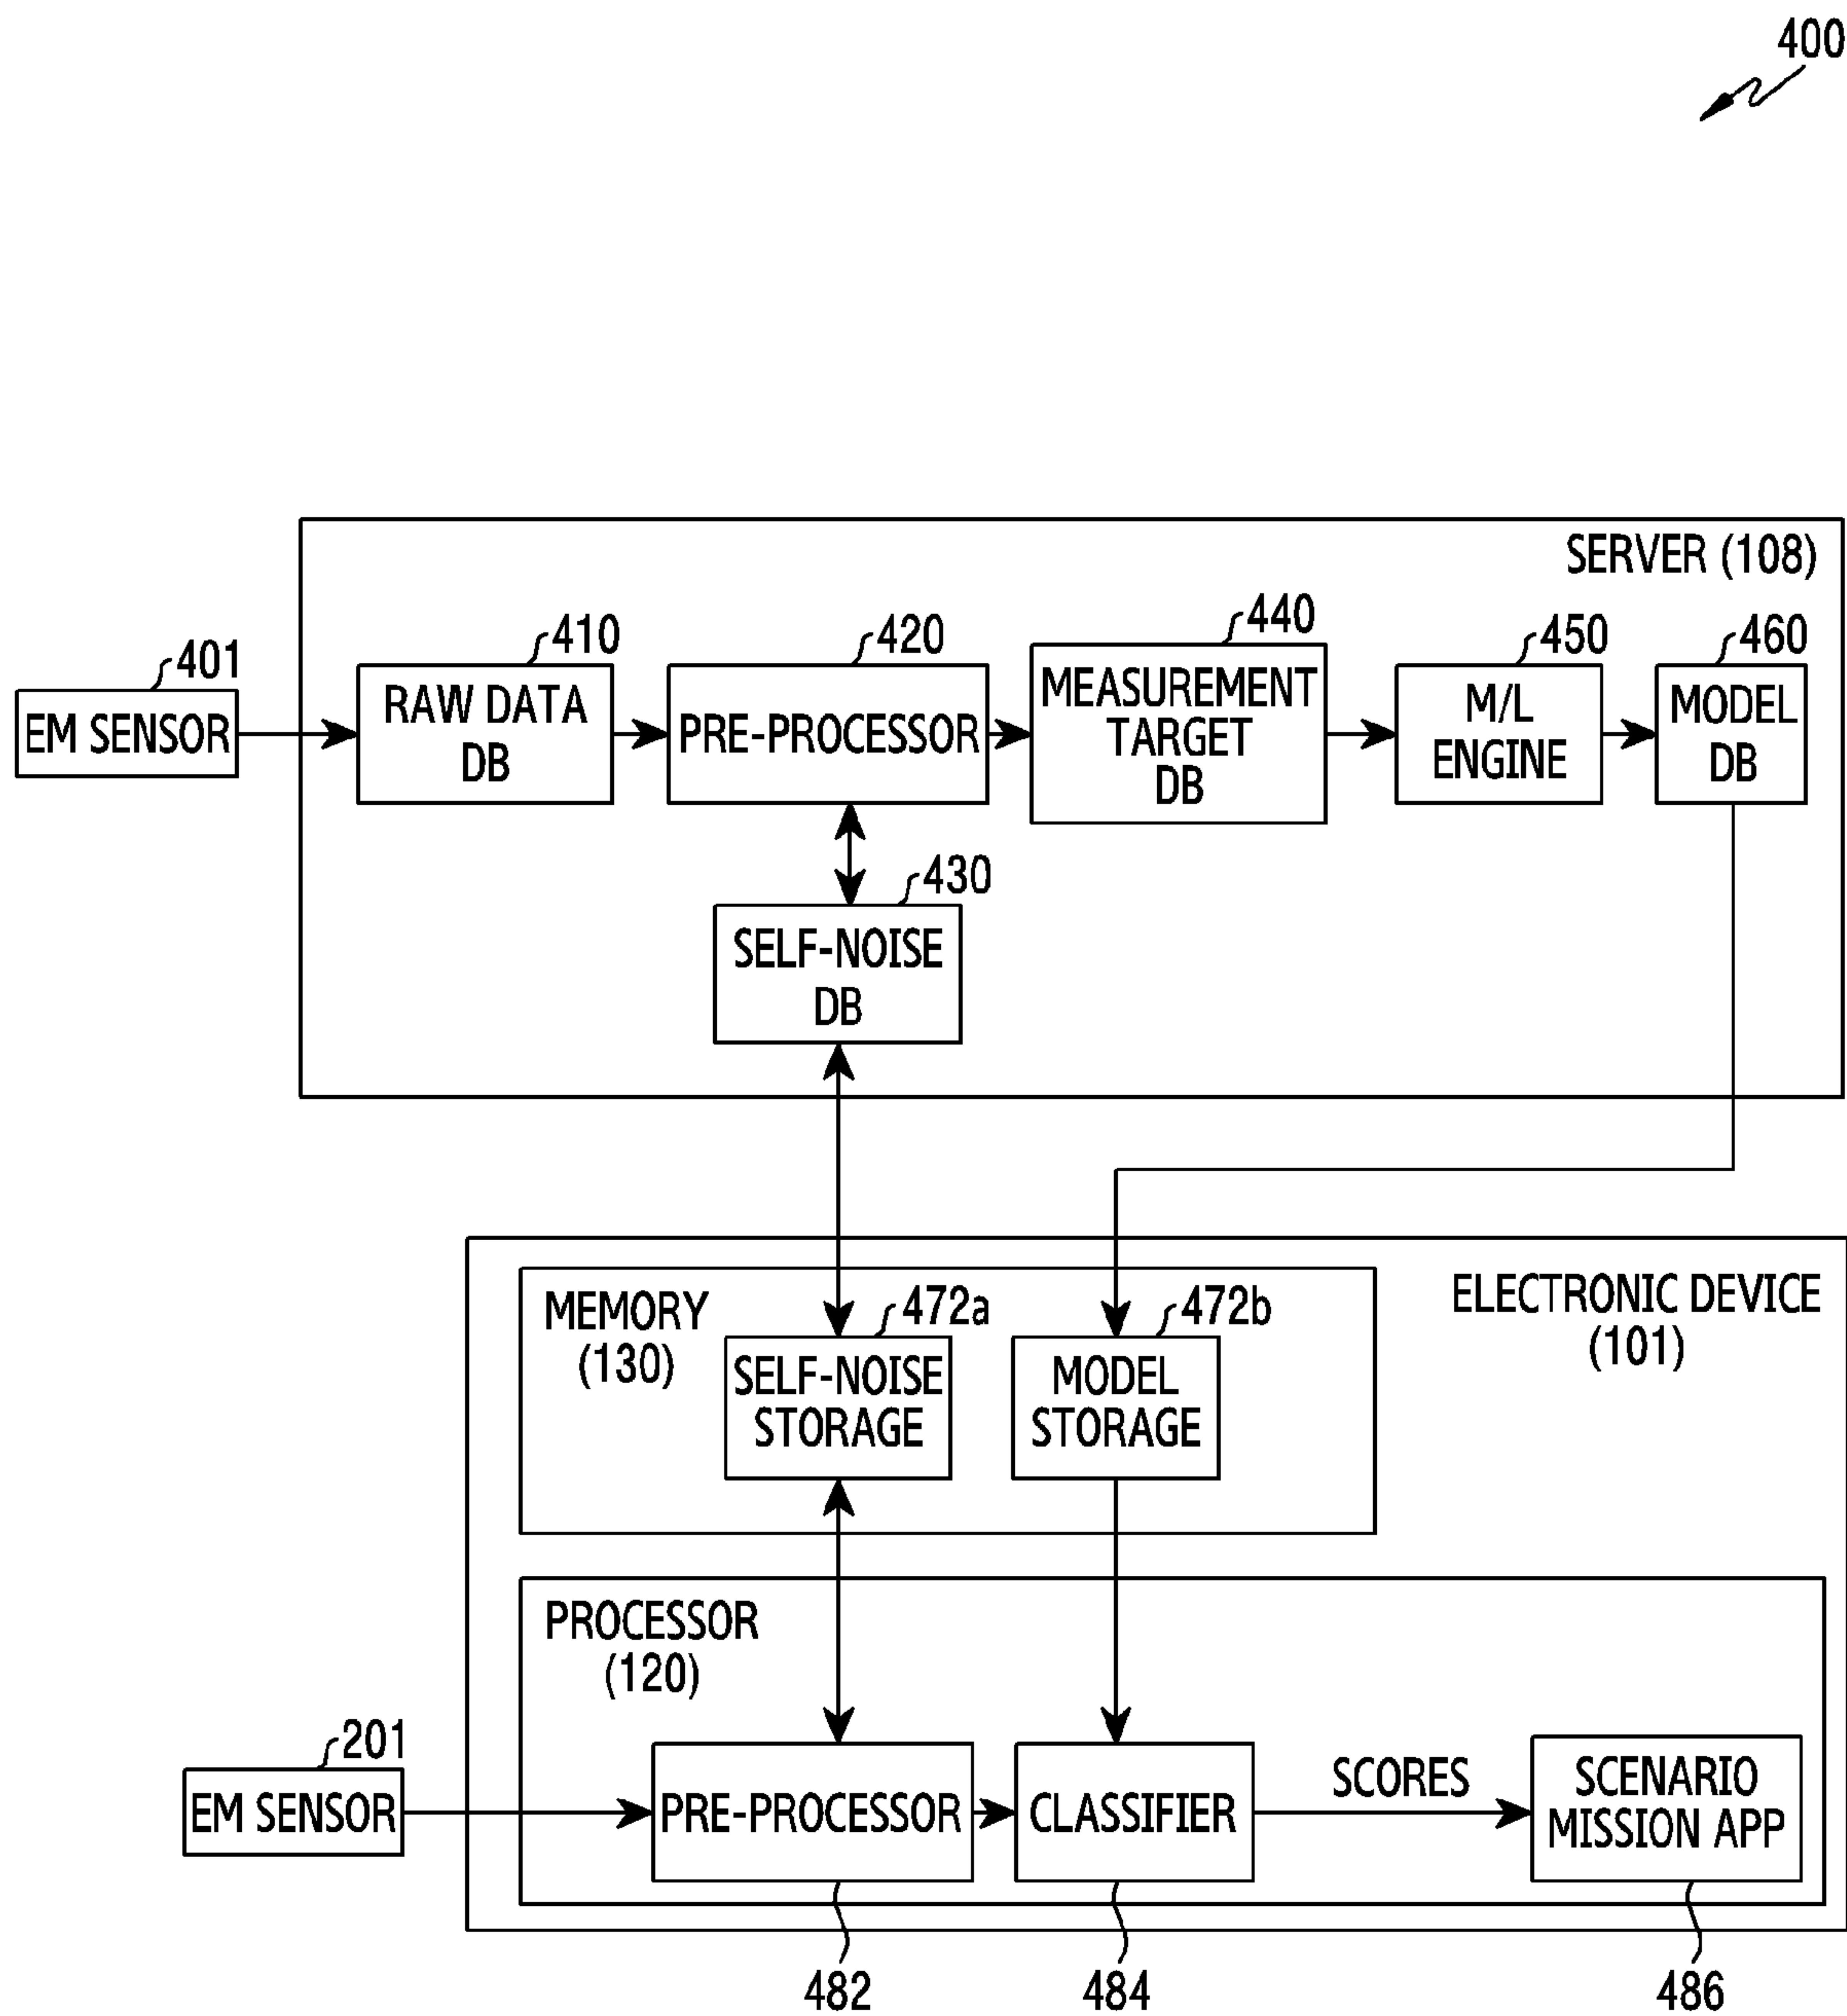 400
SERVER (108)
401
EM SENSOR
410
RAW DATA
DB
420
PRE-PROCESSOR
440
MEASUREMENT
TARGET
DB
450
M/L
ENGINE
460
MODEL
DB
430
SELF-NOISE
DB
ELECTRONIC DEVICE
(101)
MEMORY
(130)
472a
SELF-NOISE
STORAGE
472b
MODEL
STORAGE
PROCESSOR
(120)
201
EM SENSOR
PRE-PROCESSOR
CLASSIFIER
SCORES
SCENARIO
MISSION APP
482
484
486